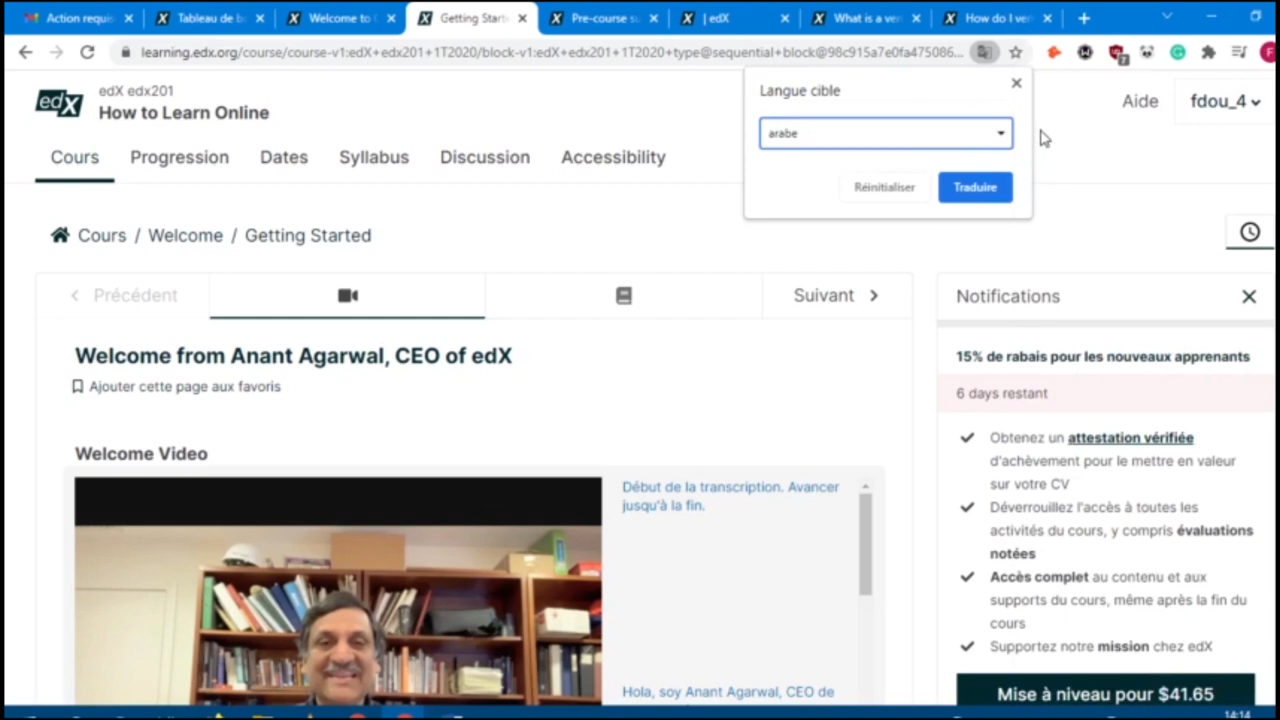 Action requis
Tableau de b
Welcome to
Getting Start
Pre-course su
| edX
What is a ver
How do I ver
learning.edx.org/course/course-v1:edX+edx201+1T2020/block-v1:edX+edx201+1T2020+type@sequential+block@98c915a7e0fa475086...
Langue cible
arabe
Réinitialiser
Traduire
edX
edX edx201
How to Learn Online
Aide
fdou_4
Cours
Progression
Dates
Syllabus
Discussion
Accessibility
Cours / Welcome / Getting Started
Précédent
Suivant
Welcome from Anant Agarwal, CEO of edX
Ajouter cette page aux favoris
Welcome Video
Début de la transcription. Avancer
jusqu'à la fin.
Hola, soy Anant Agarwal, CEO de
Notifications
15% de rabais pour les nouveaux apprenants
6 days restant
Obtenez un attestation vérifiée
d'achèvement pour le mettre en valeur
sur votre CV
Déverrouillez l'accès à toutes les
activités du cours, y compris évaluations
notées
Accès complet au contenu et aux
supports du cours, même après la fin du
cours
Supportez notre mission chez edX
Mise à niveau pour $41.65
14:14